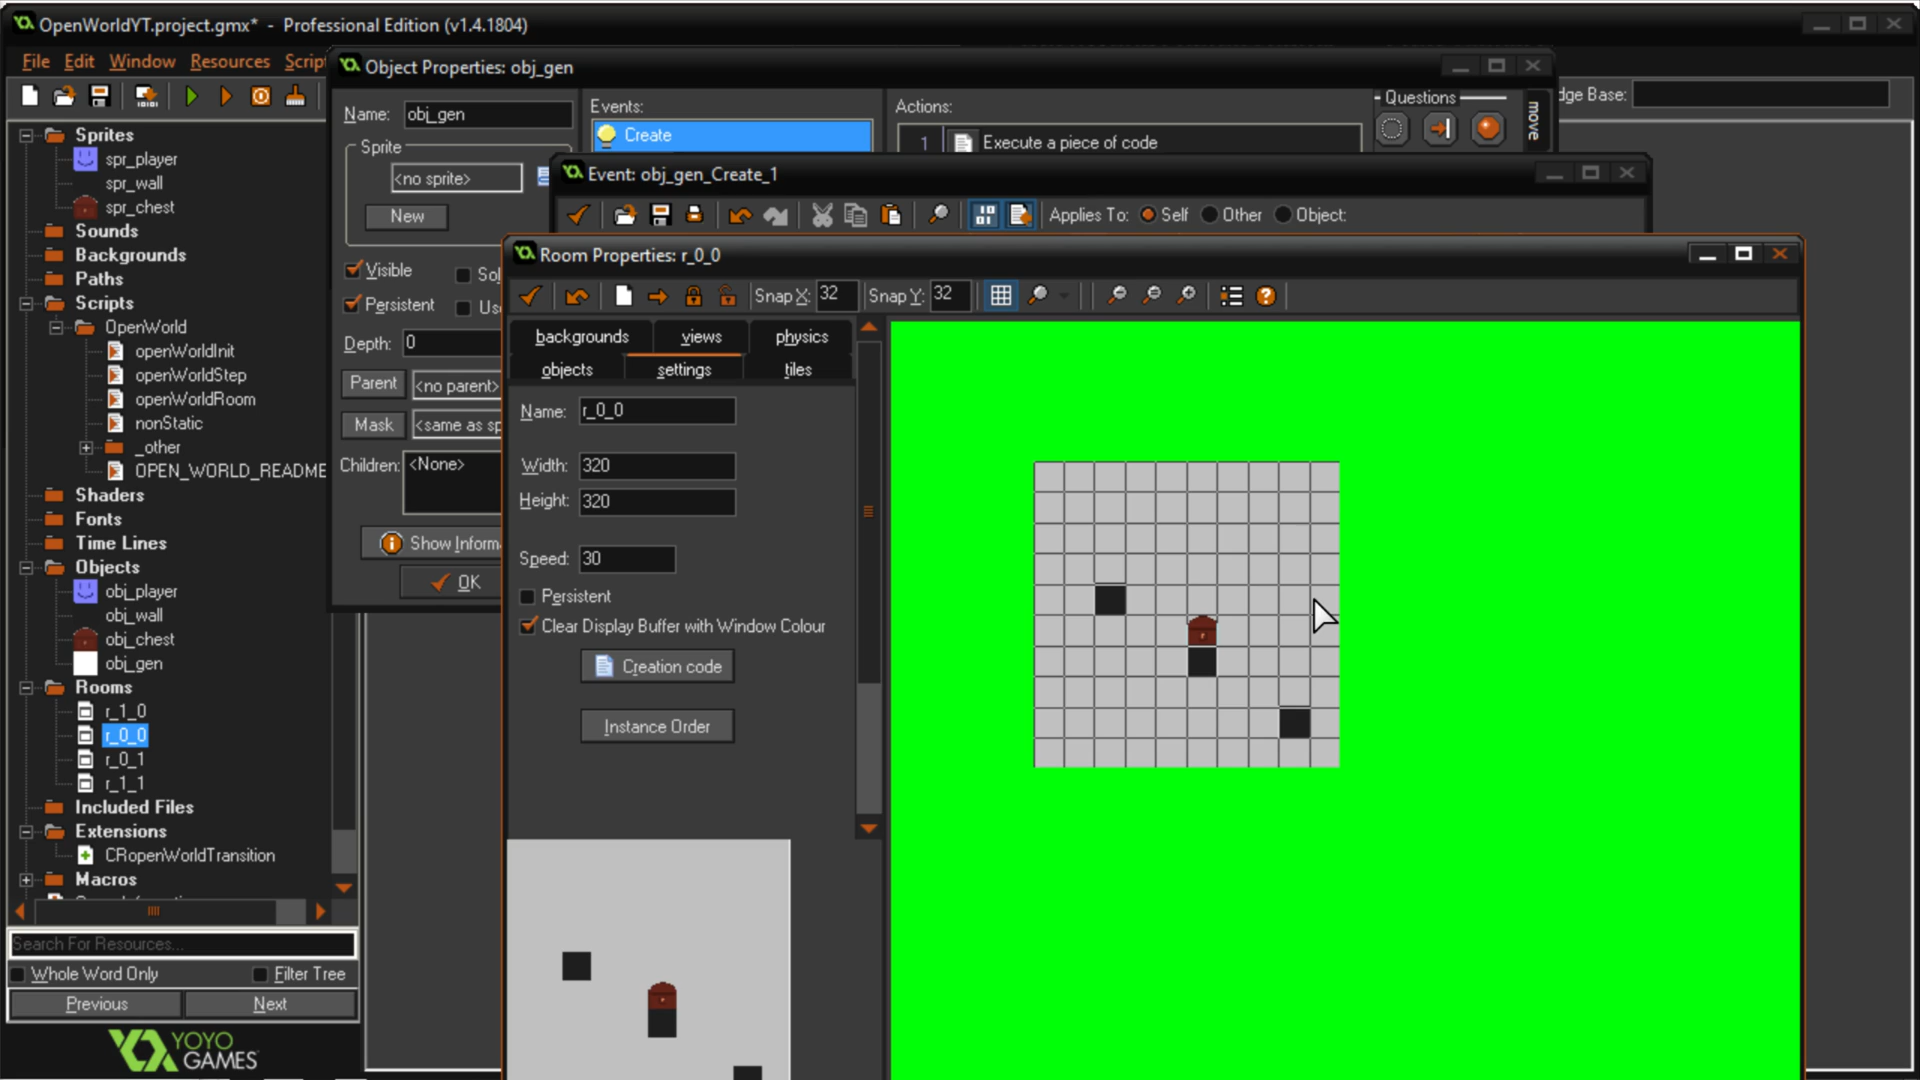 OpenWorldYT.project.gmx* - Professional Edition (v1.4.1804)
File Edit Window Resources Scrip
dge Base:
Object Properties: obj_gen
Name: obj_gen
Events:
Create
Actions:
1 Execute a piece of code
Questions
move
Sprite
<no sprite>
New
Visible
Sol
Persistent
Us
Depth: 0
Parent <no parent>
Mask <same as sp
Children: <None>
Show Informa
OK
Event: obj_gen_Create_1
Applies To: Self Other Object:
Room Properties: r_0_0
Snap X: 32 Snap Y: 32
backgrounds views physics
objects settings tiles
Name: r_0_0
Width: 320
Height: 320
Speed: 30
Persistent
Clear Display Buffer with Window Colour
Creation code
Instance Order
Sprites
spr_player
spr_wall
spr_chest
Sounds
Backgrounds
Paths
Scripts
OpenWorld
openWorldInit
openWorldStep
openWorldRoom
nonStatic
_other
OPEN_WORLD_README
Shaders
Fonts
Time Lines
Objects
obj_player
obj_wall
obj_chest
obj_gen
Rooms
r_1_0
r_0_0
r_0_1
r_1_1
Included Files
Extensions
CRopenWorldTransition
Macros
Search For Resources...
Whole Word Only Filter Tree
Previous Next
YOYO
GAMES